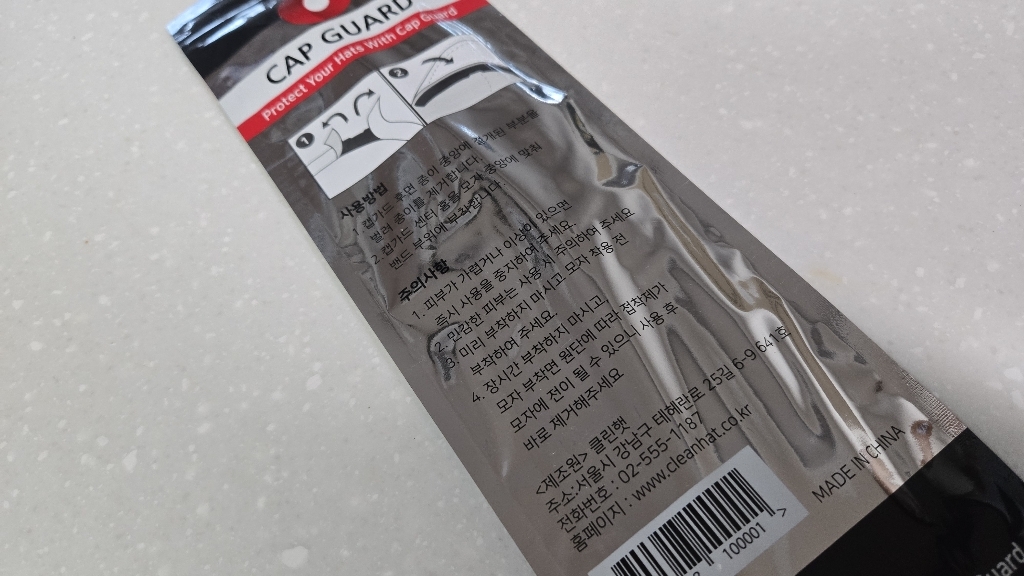 CAP GUARD
Protect Your Hats with Cap Guard
1
2
사용방법
1. 캡가드 후면 종이 중앙에 절개된 부분을
벌려 종이를 제거합니다.
2. 캡가드 센터 홈을 모자 중앙에 맞춰
밴드 부위에 부착합니다.
주의사항
1. 피부가 가렵거나 이상이 있으면
즉시 사용을 중지하여 주세요.
2. 민감한 피부는 사용 시 주의하여 주세요
미리 부착하지 마시고 모자 착용 전
부착하여 주세요.
4. 장시간 부착하지 마시고,
모자 부착면 원단에 따라 접착제가
모자에 전이 될 수 있으니 사용 후
바로 제거해주세요
<제조원> 클린햇
주소:서울시 강남구 테헤란로 25길 6-9 641호
전화번호 : 02-555-1187
홈페이지 : www.cleanhat.co.kr
MADE IN CHINA
100001 >